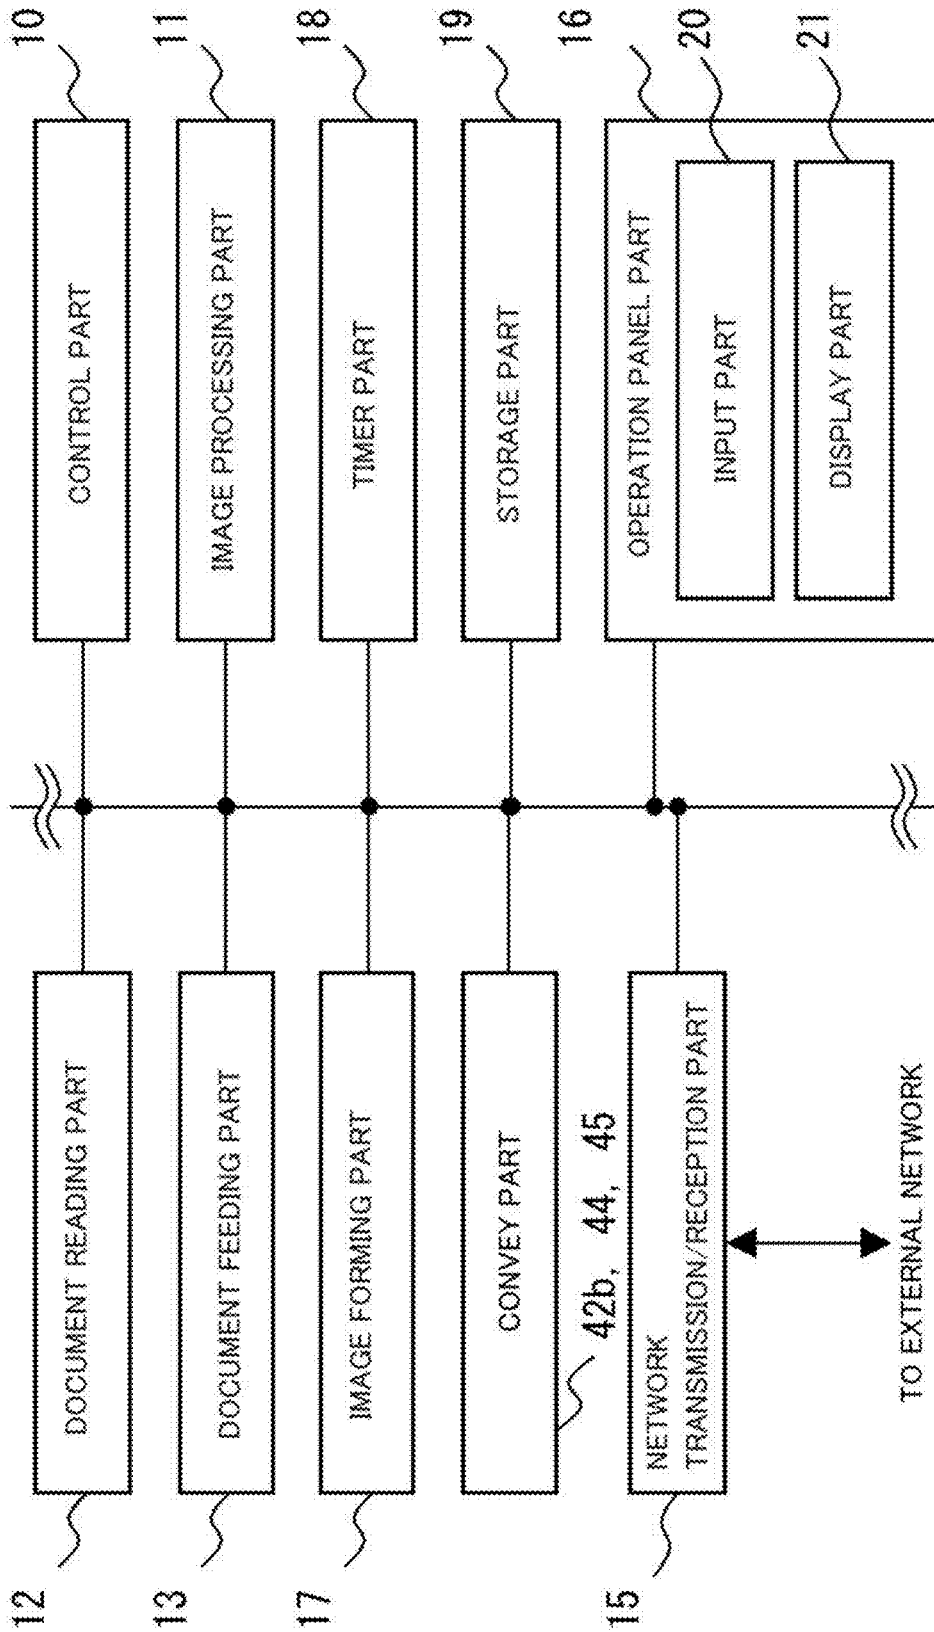 12
DOCUMENT READING PART
CONTROL PART
10
13
DOCUMENT FEEDING PART
IMAGE PROCESSING PART
11
17
IMAGE FORMING PART
TIMER PART
18
CONVEY PART
42b, 44, 45
STORAGE PART
19
15
NETWORK
TRANSMISSION/RECEPTION PART
TO EXTERNAL NETWORK
OPERATION PANEL PART
16
INPUT PART
20
DISPLAY PART
21